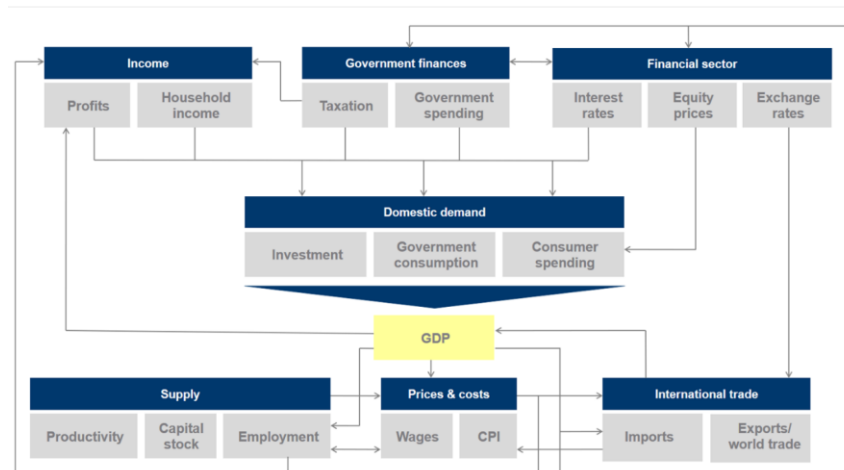 Income
Government finances
Financial sector
Profits
Household
income
Taxation
Government
spending
Interest
rates
Equity
prices
Exchange
rates
Domestic demand
Investment
Government
consumption
Consumer
spending
GDP
Supply
Prices & costs
International trade
Productivity
Capital
stock
Employment
Wages
CPI
Imports
Exports/
world trade